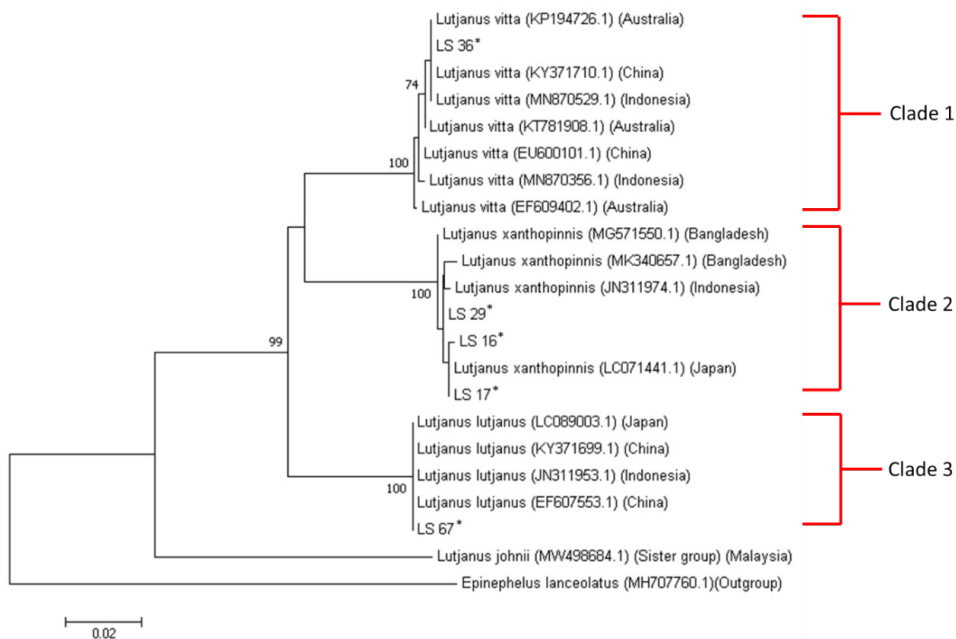 Lutjanus vitta (KP194726.1) (Australia)
LS 36*
Lutjanus vitta (KY371710.1) (China)
74
Lutjanus vitta (MN870529.1) (Indonesia)
Clade 1
Lutjanus vitta (KT781908.1) (Australia)
Lutjanus vitta (EU600101.1) (China)
100
Lutjanus vitta (MN870356.1) (Indonesia)
Lutjanus vitta (EF609402.1) (Australia)
Lutjanus xanthopinnis (MG571550.1) (Bangladesh)
Lutjanus xanthopinnis (MK340657.1) (Bangladesh)
Lutjanus xanthopinnis (JN311974.1) (Indonesia)
100
Clade 2
LS 29*
LS 16*
99
Lutjanus xanthopinnis (LC071441.1) (Japan)
LS 17*
Lutjanus lutjanus (LC089003.1) (Japan)
Lutjanus lutjanus (KY371699.1) (China)
Clade 3
Lutjanus lutjanus (JN311953.1) (Indonesia)
100
Lutjanus lutjanus (EF607553.1) (China)
LS 67*
Lutjanus johnii (MW498684.1) (Sister group) (Malaysia)
Epinephelus lanceolatus (MH707760.1)(Outgroup)
0.02